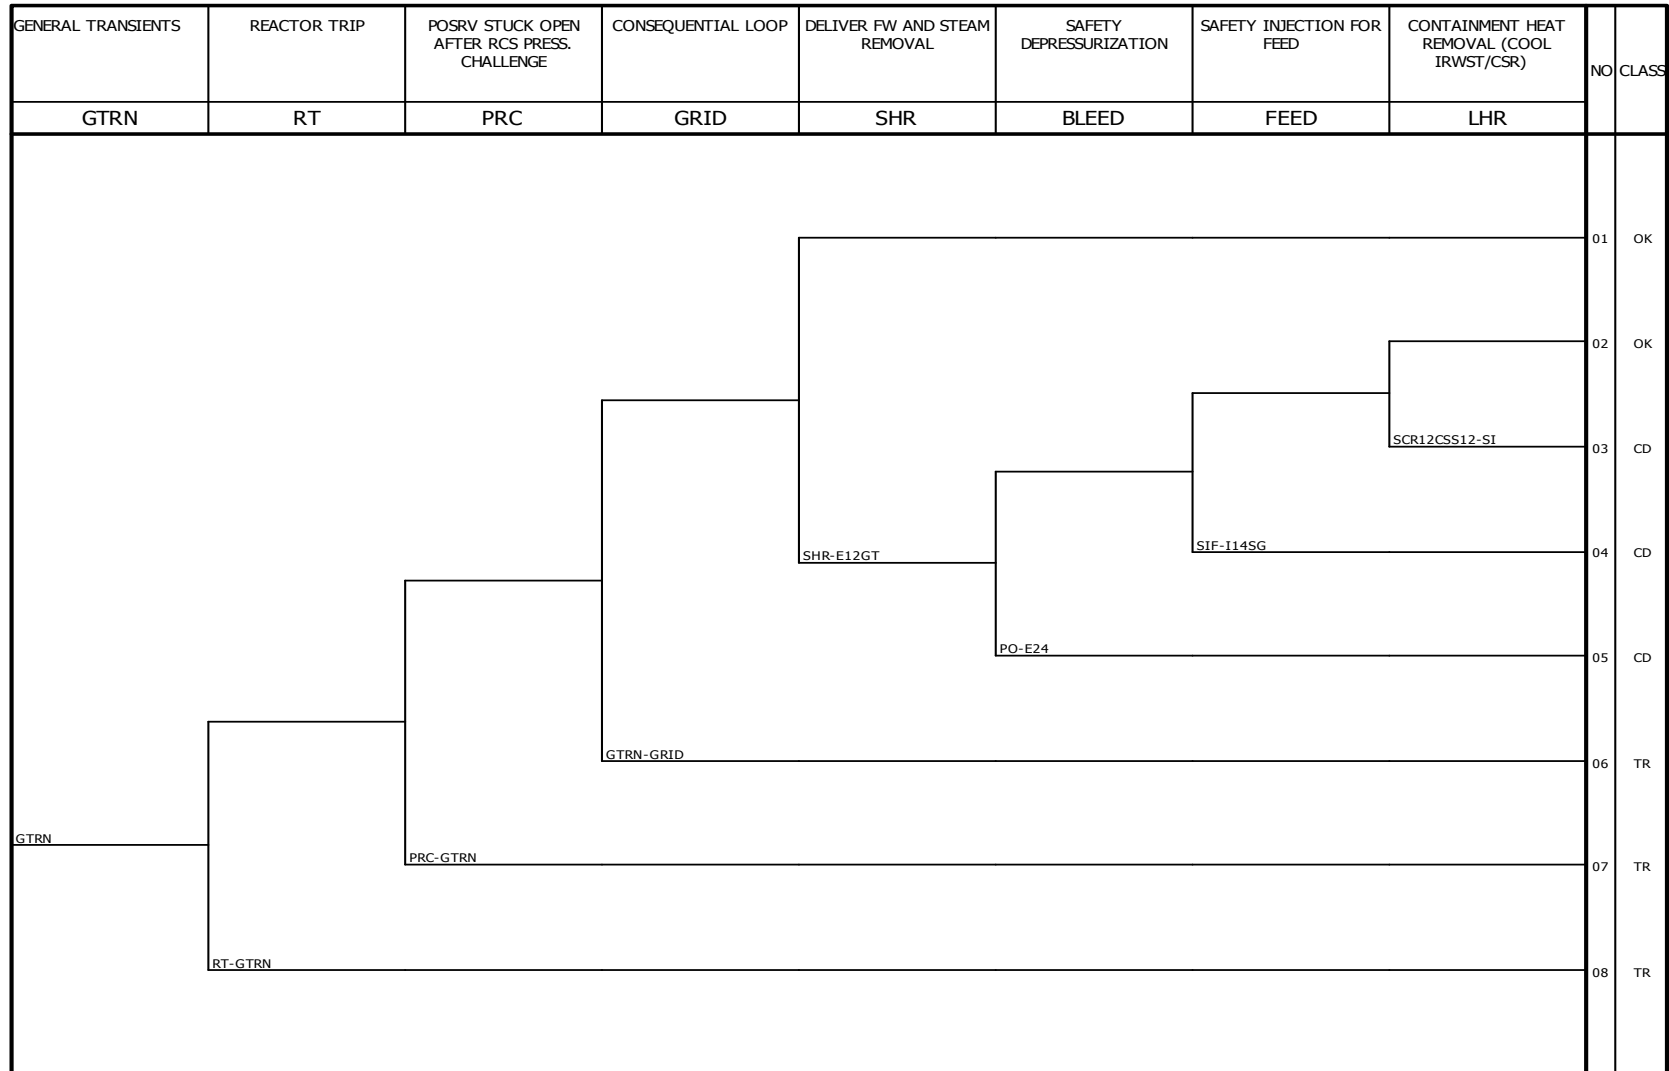 GENERAL TRANSIENTS
REACTOR TRIP
POSRV STUCK OPEN
AFTER RCS PRESS.
CHALLENGE
CONSEQUENTIAL LOOP
DELIVER FW AND STEAM
REMOVAL
SAFETY
DEPRESSURIZATION
SAFETY INJECTION FOR
FEED
CONTAINMENT HEAT
REMOVAL (COOL
IRWST/CSR)
NO
CLASS
GTRN
RT
PRC
GRID
SHR
BLEED
FEED
LHR
01
OK
02
OK
SCR12CSS12-SI
03
CD
SIF-I14SG
04
CD
SHR-E12GT
PO-E24
05
CD
GTRN-GRID
06
TR
GTRN
PRC-GTRN
07
TR
RT-GTRN
08
TR